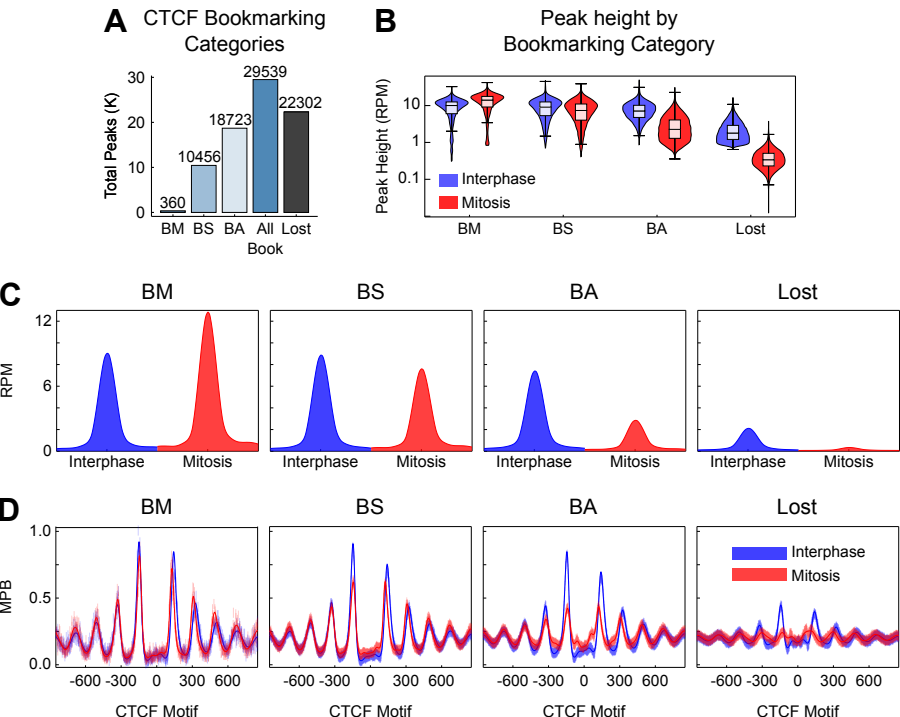 A
CTCF Bookmarking
Categories
Total Peaks (K)
30
20
10
0
360
10456
18723
29539
22302
BM BS BA All Lost
Book
B
Peak height by
Bookmarking Category
Peak Height (RPM)
10
1
0.1
Interphase
Mitosis
BM BS BA Lost
C
BM BS BA Lost
RPM
12
6
0
Interphase Mitosis Interphase Mitosis Interphase Mitosis Interphase Mitosis
D
BM BS BA Lost
MPB
1.0
0.5
0.0
Interphase
Mitosis
-600 -300 0 300 600 -600 -300 0 300 600 -600 -300 0 300 600 -600 -300 0 300 600
CTCF Motif CTCF Motif CTCF Motif CTCF Motif